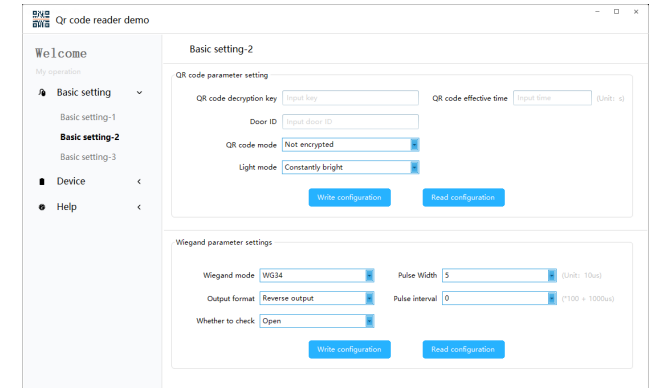 Qr code reader demo
Welcome
My operation
Basic setting
Basic setting-1
Basic setting-2
Basic setting-3
Device
Help
Basic setting-2
QR code parameter setting
QR code decryption key Input key QR code effective time Input time (Unit: s)
Door ID Input door ID
QR code mode Not encrypted
Light mode Constantly bright
Write configuration Read configuration
Wiegand parameter settings
Wiegand mode WG34 Pulse Width 5 (Unit: 10us)
Output format Reverse output Pulse interval 0 (*100 + 1000us)
Whether to check Open
Write configuration Read configuration